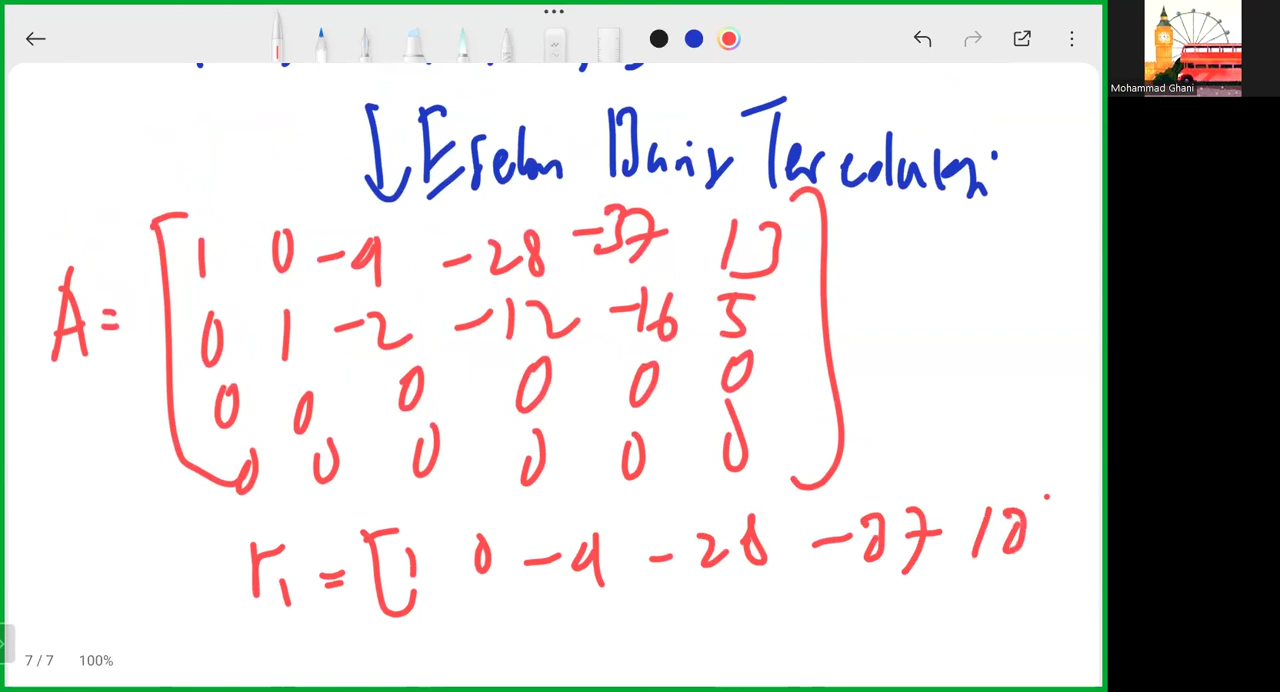 Mohammad Ghani
↓ Eselon Baris Tereduksi
A = [1 0 -4 -28 -37 13
0 1 -2 -12 -16 5
0 0 0 0 0 0
0 0 0 0 0 0]
r1 = [1 0 -4 -28 -37 13
7 / 7 100%